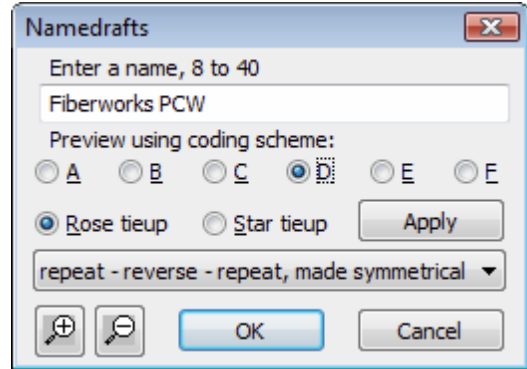 Namedrafts
Enter a name, 8 to 40
Fiberworks PCW
Preview using coding scheme:
A B C D E F
Rose tieup Star tieup Apply
repeat - reverse - repeat, made symmetrical
OK Cancel